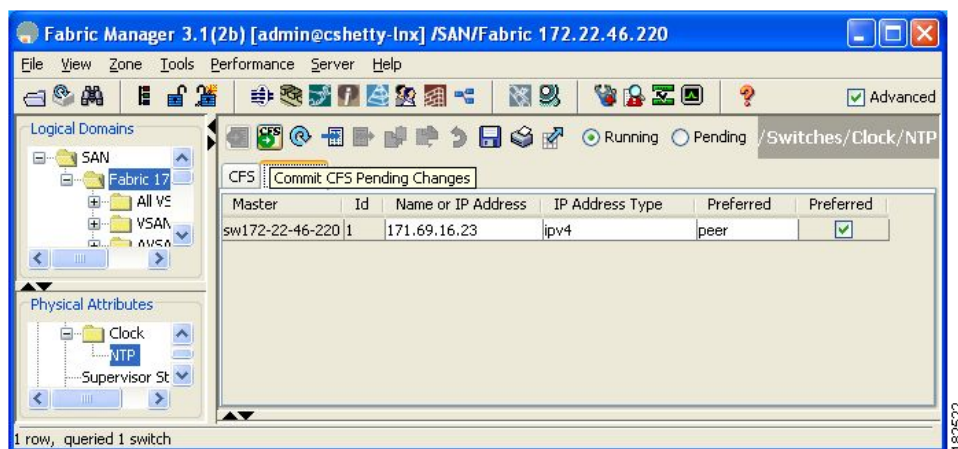 Fabric Manager 3.1(2b) [admin@cshetty-lnx] /SAN/Fabric 172.22.46.220
File View Zone Tools Performance Server Help
Advanced
Logical Domains
SAN
Fabric 17
All VS
VSAN
AVSA
Physical Attributes
Clock
NTP
Supervisor St
CFS
Running Pending /Switches/Clock/NTP
CFS Commit CFS Pending Changes
Master Id Name or IP Address IP Address Type Preferred Preferred
sw172-22-46-220 1 171.69.16.23 ipv4 peer
1 row, queried 1 switch
182522